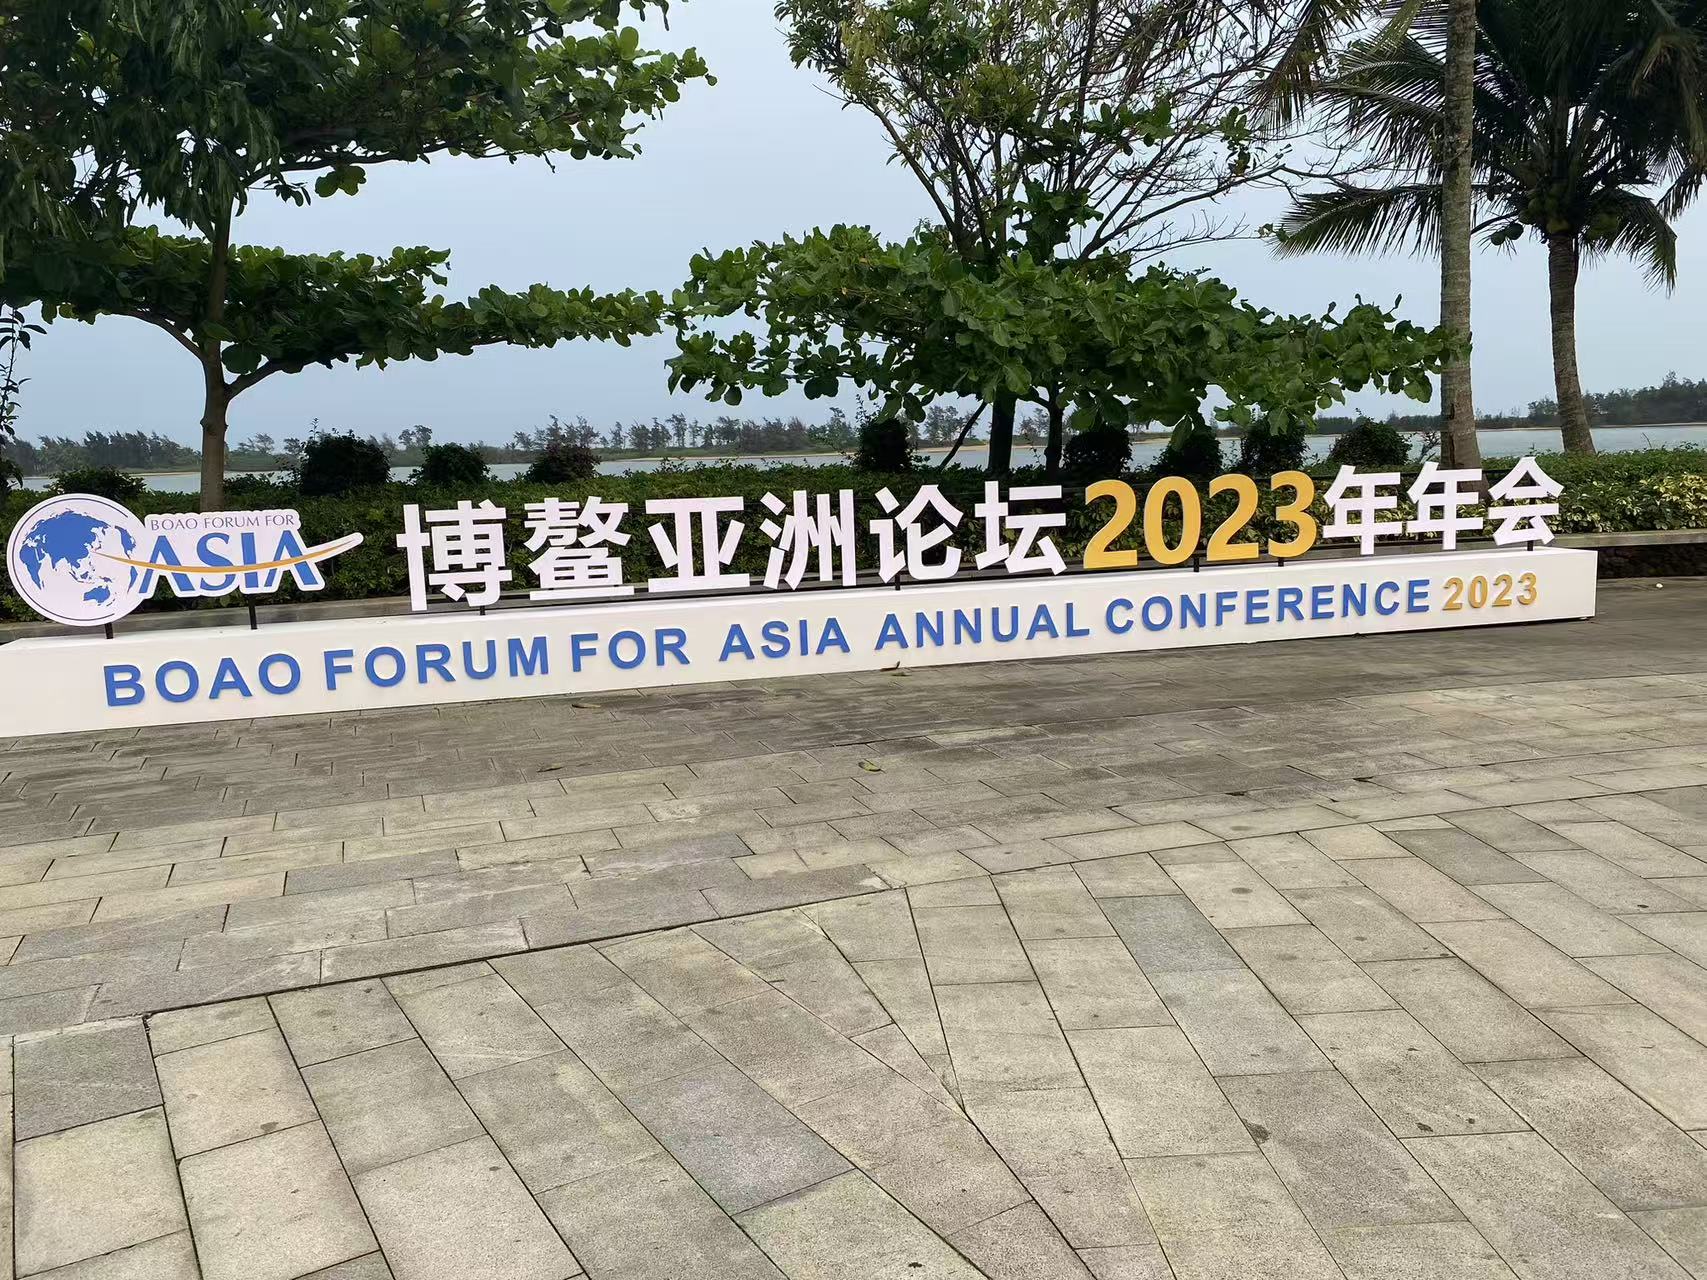 BOAO FORUM FOR
ASIA
博鳌亚洲论坛2023年年会
BOAO FORUM FOR ASIA ANNUAL CONFERENCE 2023